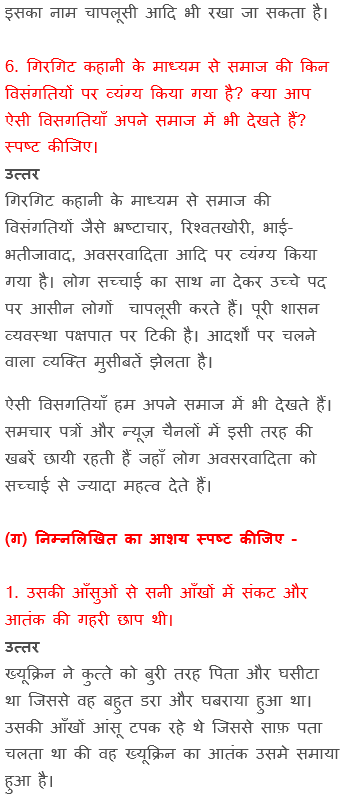 इसका नाम चापलूसी आदि भी रखा जा सकता है।
6. गिरगिट कहानी के माध्यम से समाज की किन
विसंगतियों पर व्यंग्य किया गया है? क्या आप
ऐसी विसगतियाँ अपने समाज में भी देखते हैं?
स्पष्ट कीजिए।
उत्तर
गिरगिट कहानी के माध्यम से समाज की
विसंगतियों जैसे भ्रष्टाचार, रिश्वतखोरी, भाई-
भतीजावाद, अवसरवादिता आदि पर व्यंग्य किया
गया है। लोग सच्चाई का साथ ना देकर उच्चे पद
पर आसीन लोगों चापलूसी करते हैं। पूरी शासन
व्यवस्था पक्षपात पर टिकी है। आदर्शों पर चलने
वाला व्यक्ति मुसीबतें झेलता है।
ऐसी विसगतियाँ हम अपने समाज में भी देखते हैं।
समचार पत्रों और न्यूज़ चैनलों में इसी तरह की
खबरें छायी रहती हैं जहाँ लोग अवसरवादिता को
सच्चाई से ज्यादा महत्व देते हैं।
(ग) निम्नलिखित का आशय स्पष्ट कीजिए -
1. उसकी आँसुओं से सनी आँखों में संकट और
आतंक की गहरी छाप थी।
उत्तर
ख्यूक्रिन ने कुत्ते को बुरी तरह पिता और घसीटा
था जिससे वह बहुत डरा और घबराया हुआ था।
उसकी आँखों आंसू टपक रहे थे जिससे साफ़ पता
चलता था की वह ख्यूक्रिन का आतंक उसमे समाया
हुआ है।